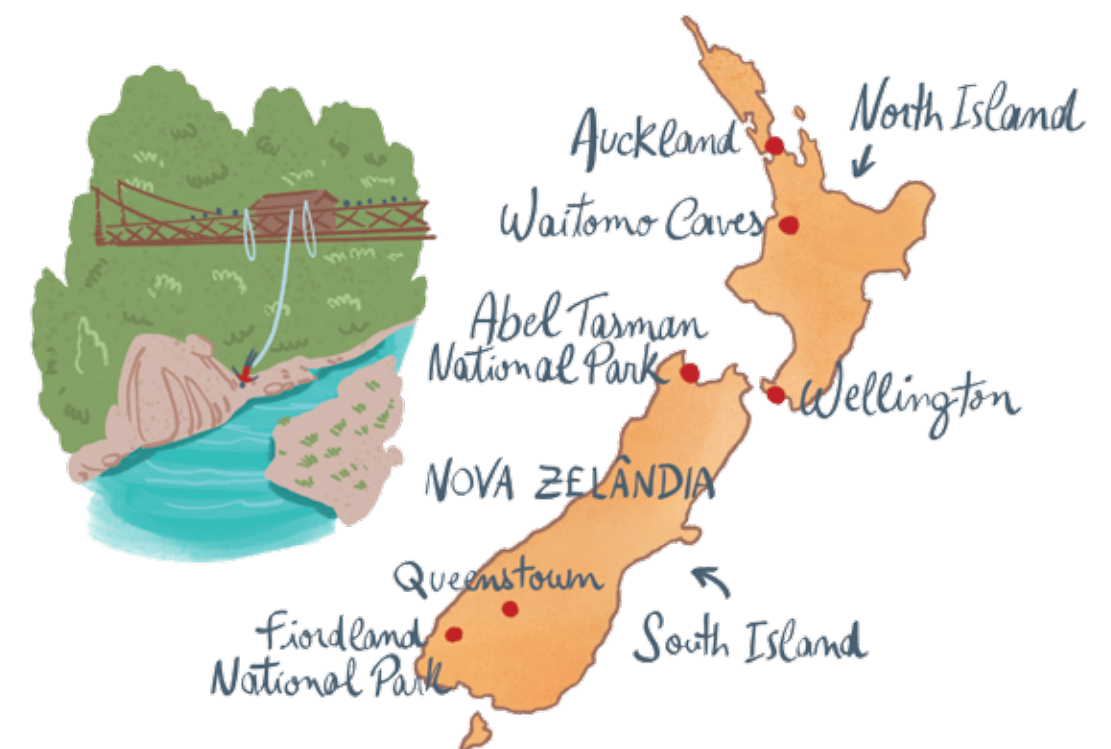 Auckland
North Island
Waitomo Caves
Abel Tasman
National Park
Wellington
NOVA ZELÂNDIA
Queenstown
Fiordland
National Park
South Island